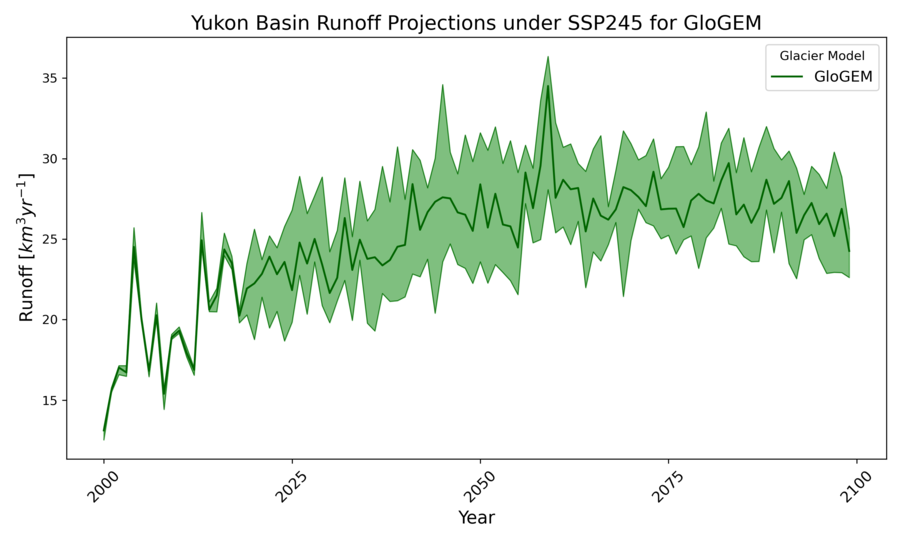 Yukon Basin Runoff Projections under SSP245 for GloGEM
Glacier Model
GloGEM
Runoff [km³yr⁻¹]
35
30
25
20
15
2000
2025
2050
2075
2100
Year